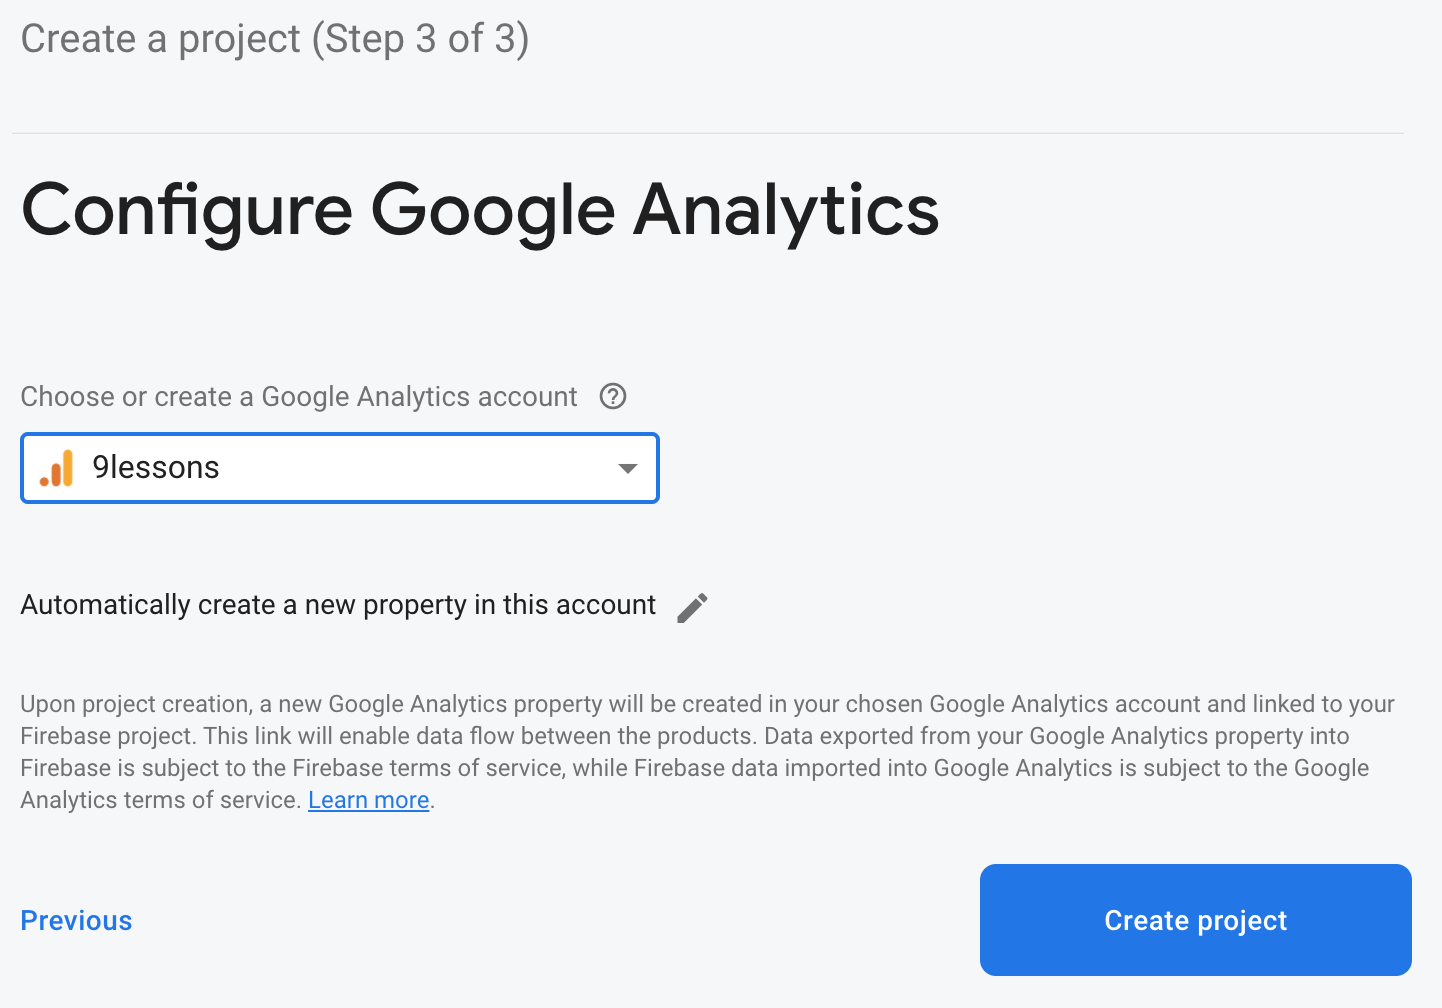 Create a project (Step 3 of 3)
Configure Google Analytics
Choose or create a Google Analytics account ?
9lessons
Automatically create a new property in this account
Upon project creation, a new Google Analytics property will be created in your chosen Google Analytics account and linked to your
Firebase project. This link will enable data flow between the products. Data exported from your Google Analytics property into
Firebase is subject to the Firebase terms of service, while Firebase data imported into Google Analytics is subject to the Google
Analytics terms of service. Learn more.
Previous
Create project